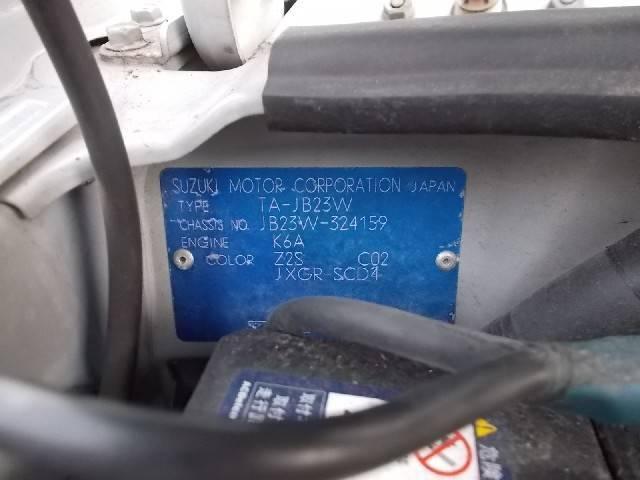 SUZUKI MOTOR CORPORATION JAPAN
TYPE TA-JB23W
CHASSIS NO. JB23W-324159
ENGINE K6A
COLOR Z2S C02
JXGR-SCD4